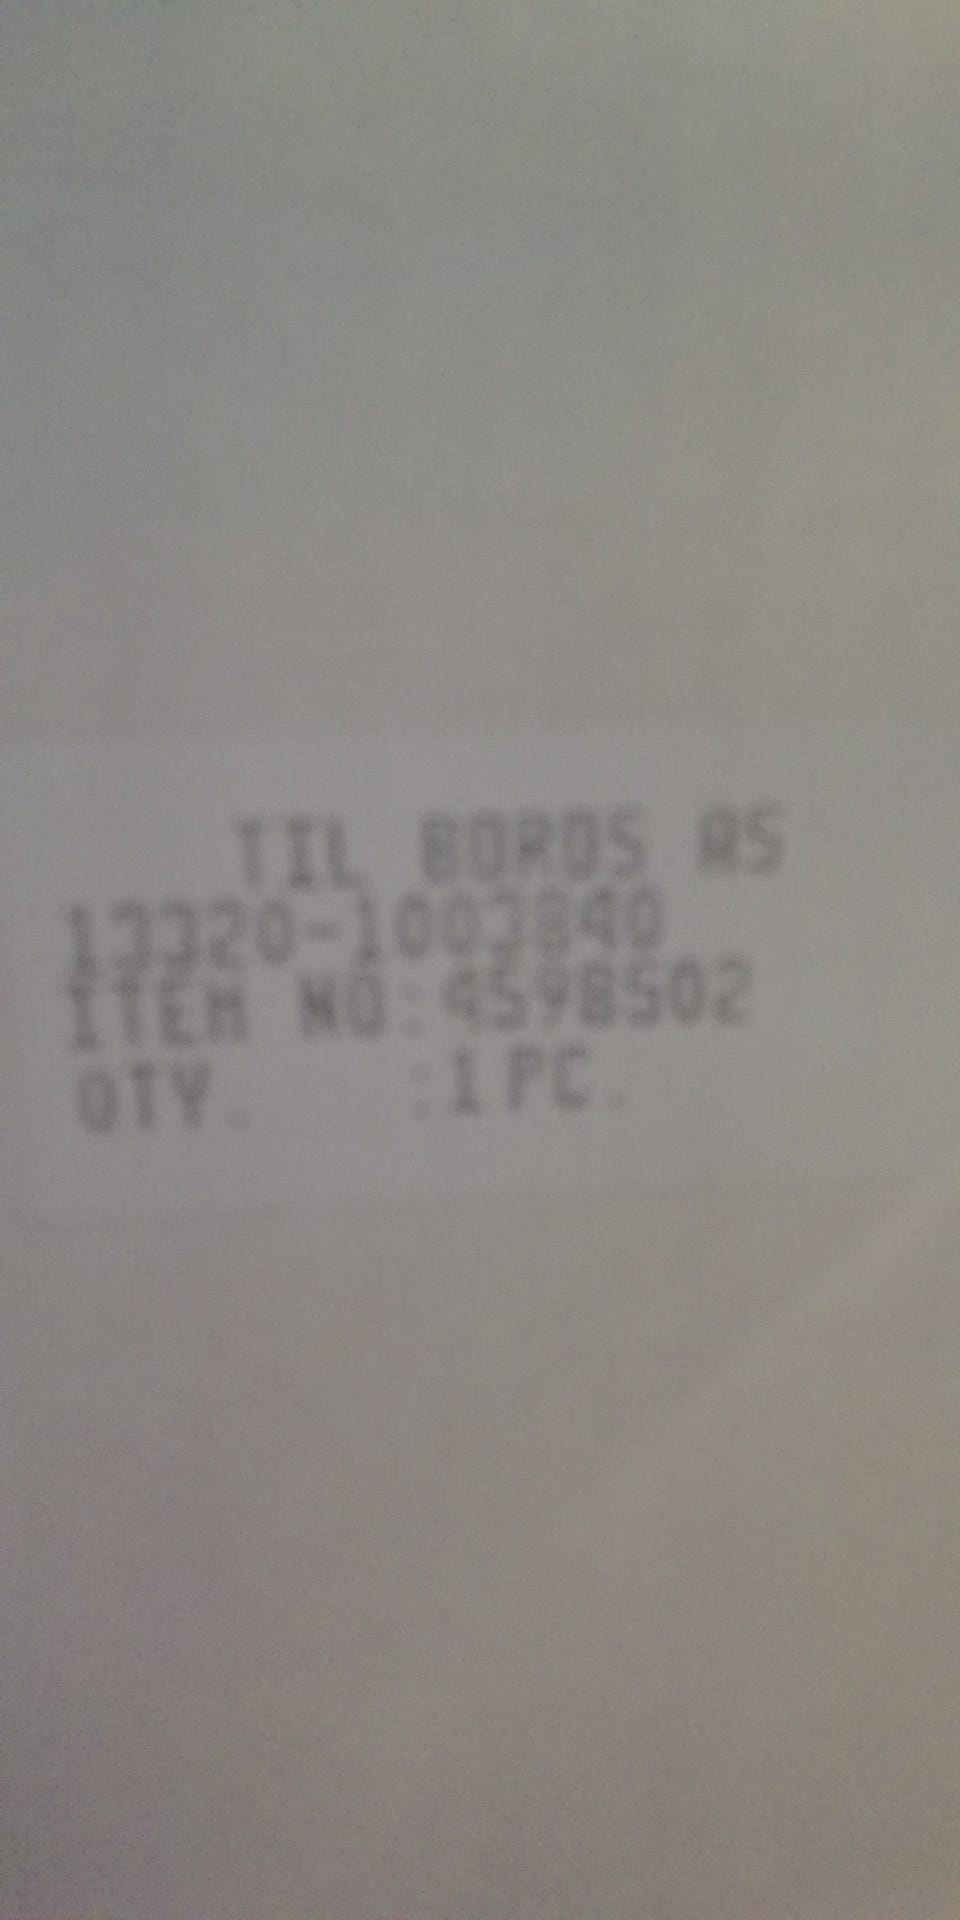 TIL BOROS AS
13320-1003840
ITEM NO:4598502
QTY. :1PC.